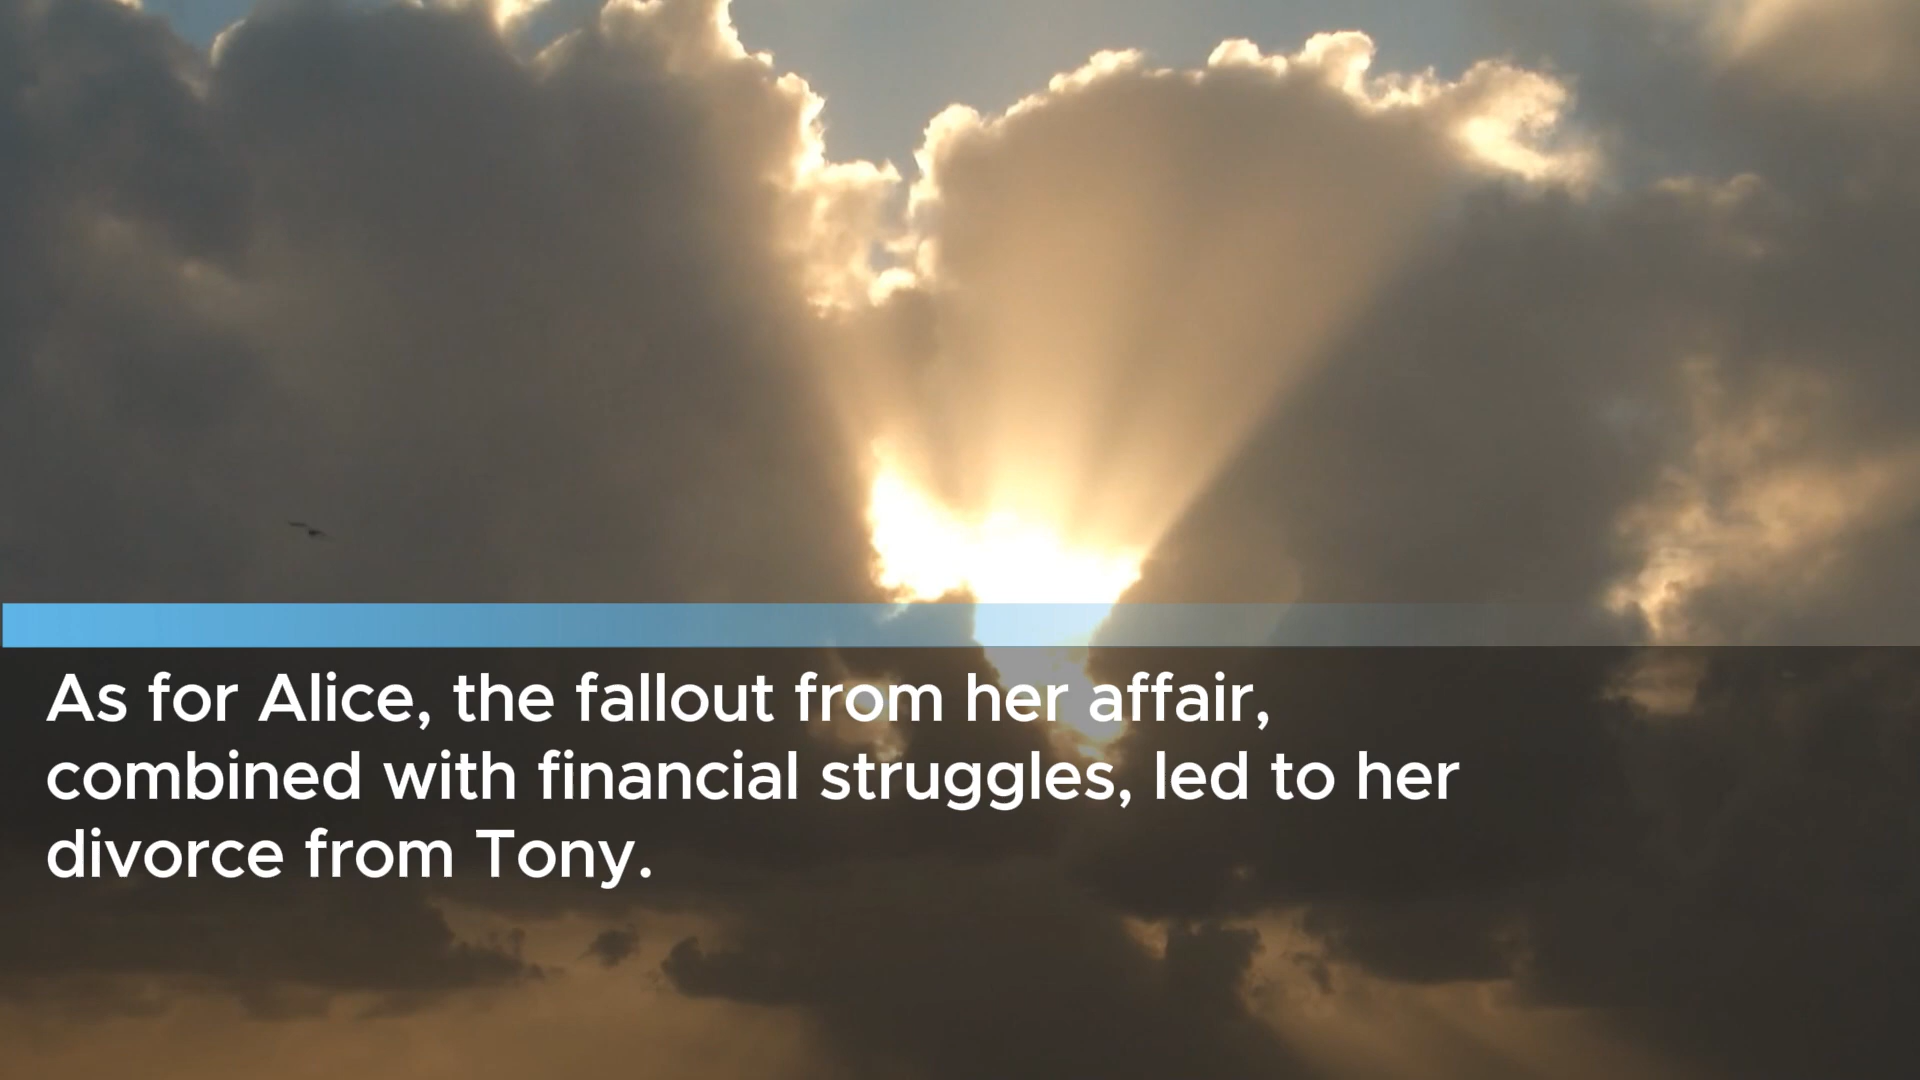 As for Alice, the fallout from her affair,
combined with financial struggles, led to her
divorce from Tony.